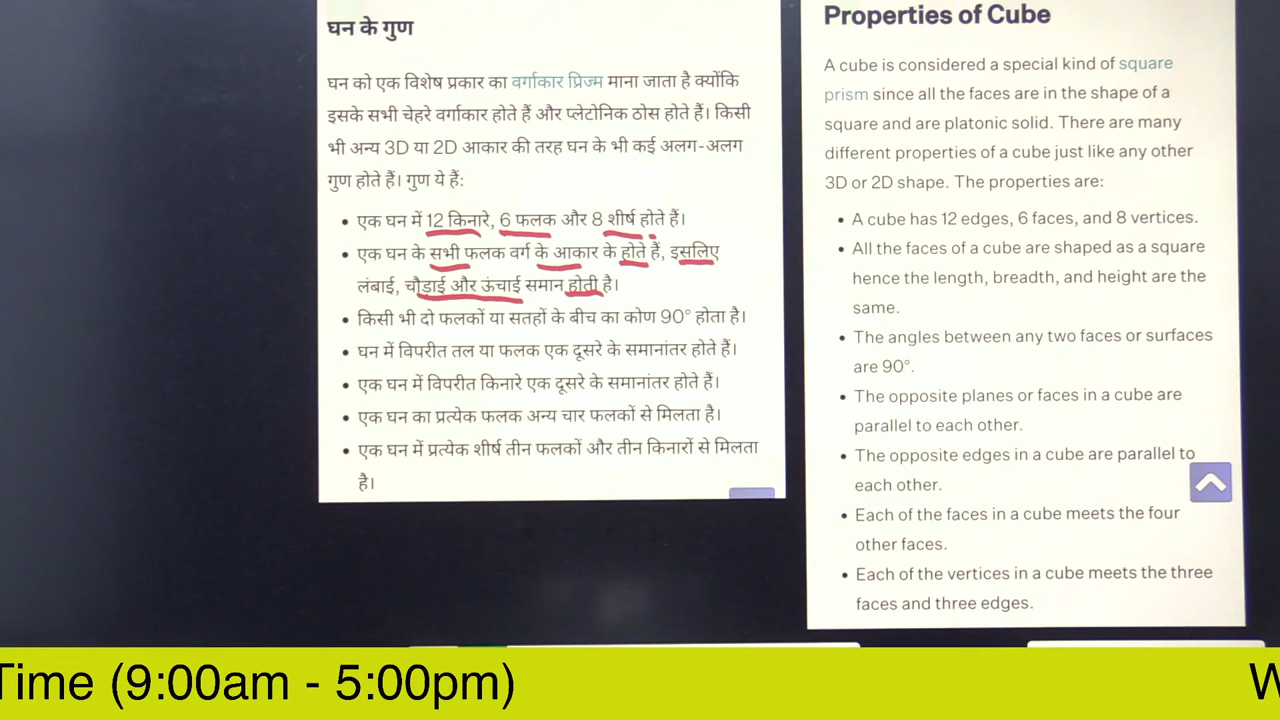 घन के गुण
घन को एक विशेष प्रकार का वर्गाकार प्रिज्म माना जाता है क्योंकि
इसके सभी चेहरे वर्गाकार होते हैं और प्लेटोनिक ठोस होते हैं। किसी
भी अन्य 3D या 2D आकार की तरह घन के भी कई अलग-अलग
गुण होते हैं। गुण ये हैं:
• एक घन में 12 किनारे, 6 फलक और 8 शीर्ष होते हैं।
• एक घन के सभी फलक वर्ग के आकार के होते हैं, इसलिए
लंबाई, चौड़ाई और ऊंचाई समान होती है।
• किसी भी दो फलकों या सतहों के बीच का कोण 90° होता है।
• घन में विपरीत तल या फलक एक दूसरे के समानांतर होते हैं।
• एक घन में विपरीत किनारे एक दूसरे के समानांतर होते हैं।
• एक घन का प्रत्येक फलक अन्य चार फलकों से मिलता है।
• एक घन में प्रत्येक शीर्ष तीन फलकों और तीन किनारों से मिलता
है।
Properties of Cube
A cube is considered a special kind of square
prism since all the faces are in the shape of a
square and are platonic solid. There are many
different properties of a cube just like any other
3D or 2D shape. The properties are:
• A cube has 12 edges, 6 faces, and 8 vertices.
• All the faces of a cube are shaped as a square
hence the length, breadth, and height are the
same.
• The angles between any two faces or surfaces
are 90°.
• The opposite planes or faces in a cube are
parallel to each other.
• The opposite edges in a cube are parallel to
each other.
• Each of the faces in a cube meets the four
other faces.
• Each of the vertices in a cube meets the three
faces and three edges.
Time (9:00am - 5:00pm)
W